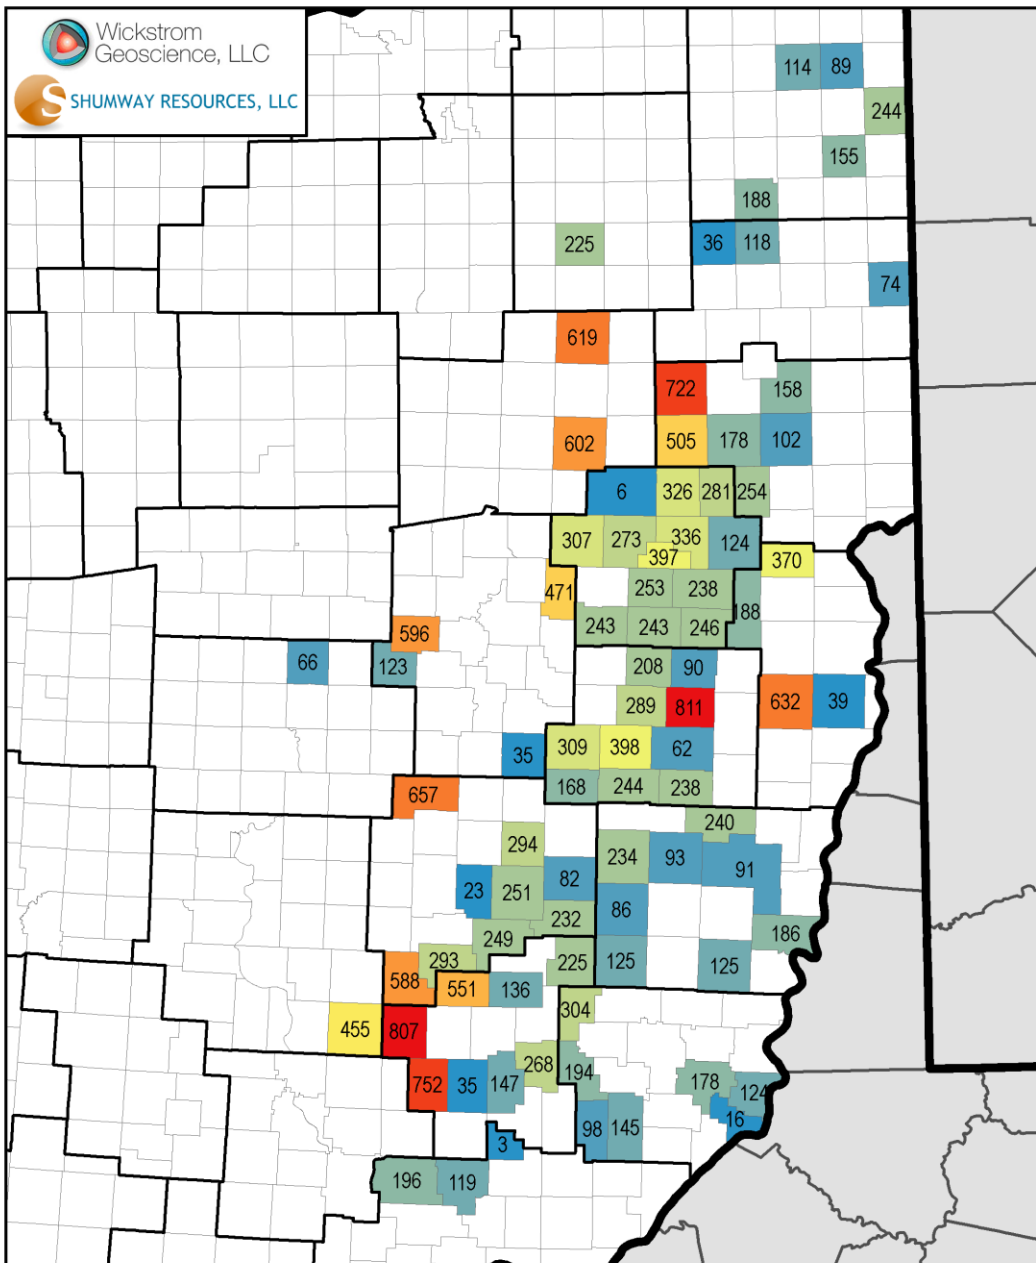 Wickstrom
Geoscience, LLC
S SHUMWAY RESOURCES, LLC
114 89
244
155
188
225 36 118
74
619
722 158
602 505 178 102
6 326 281 254
307 273 336 124
397 370
471 253 238
188
243 243 246
596
66 123 208 90
289 811 632 39
35 309 398 62
168 244 238
657
240
294 234 93 91
23 251 82
86
232
249 186
293 225 125 125
588 551 136
304
455 807
268 194
752 35 147 178 124
16
98 145
3
196 119